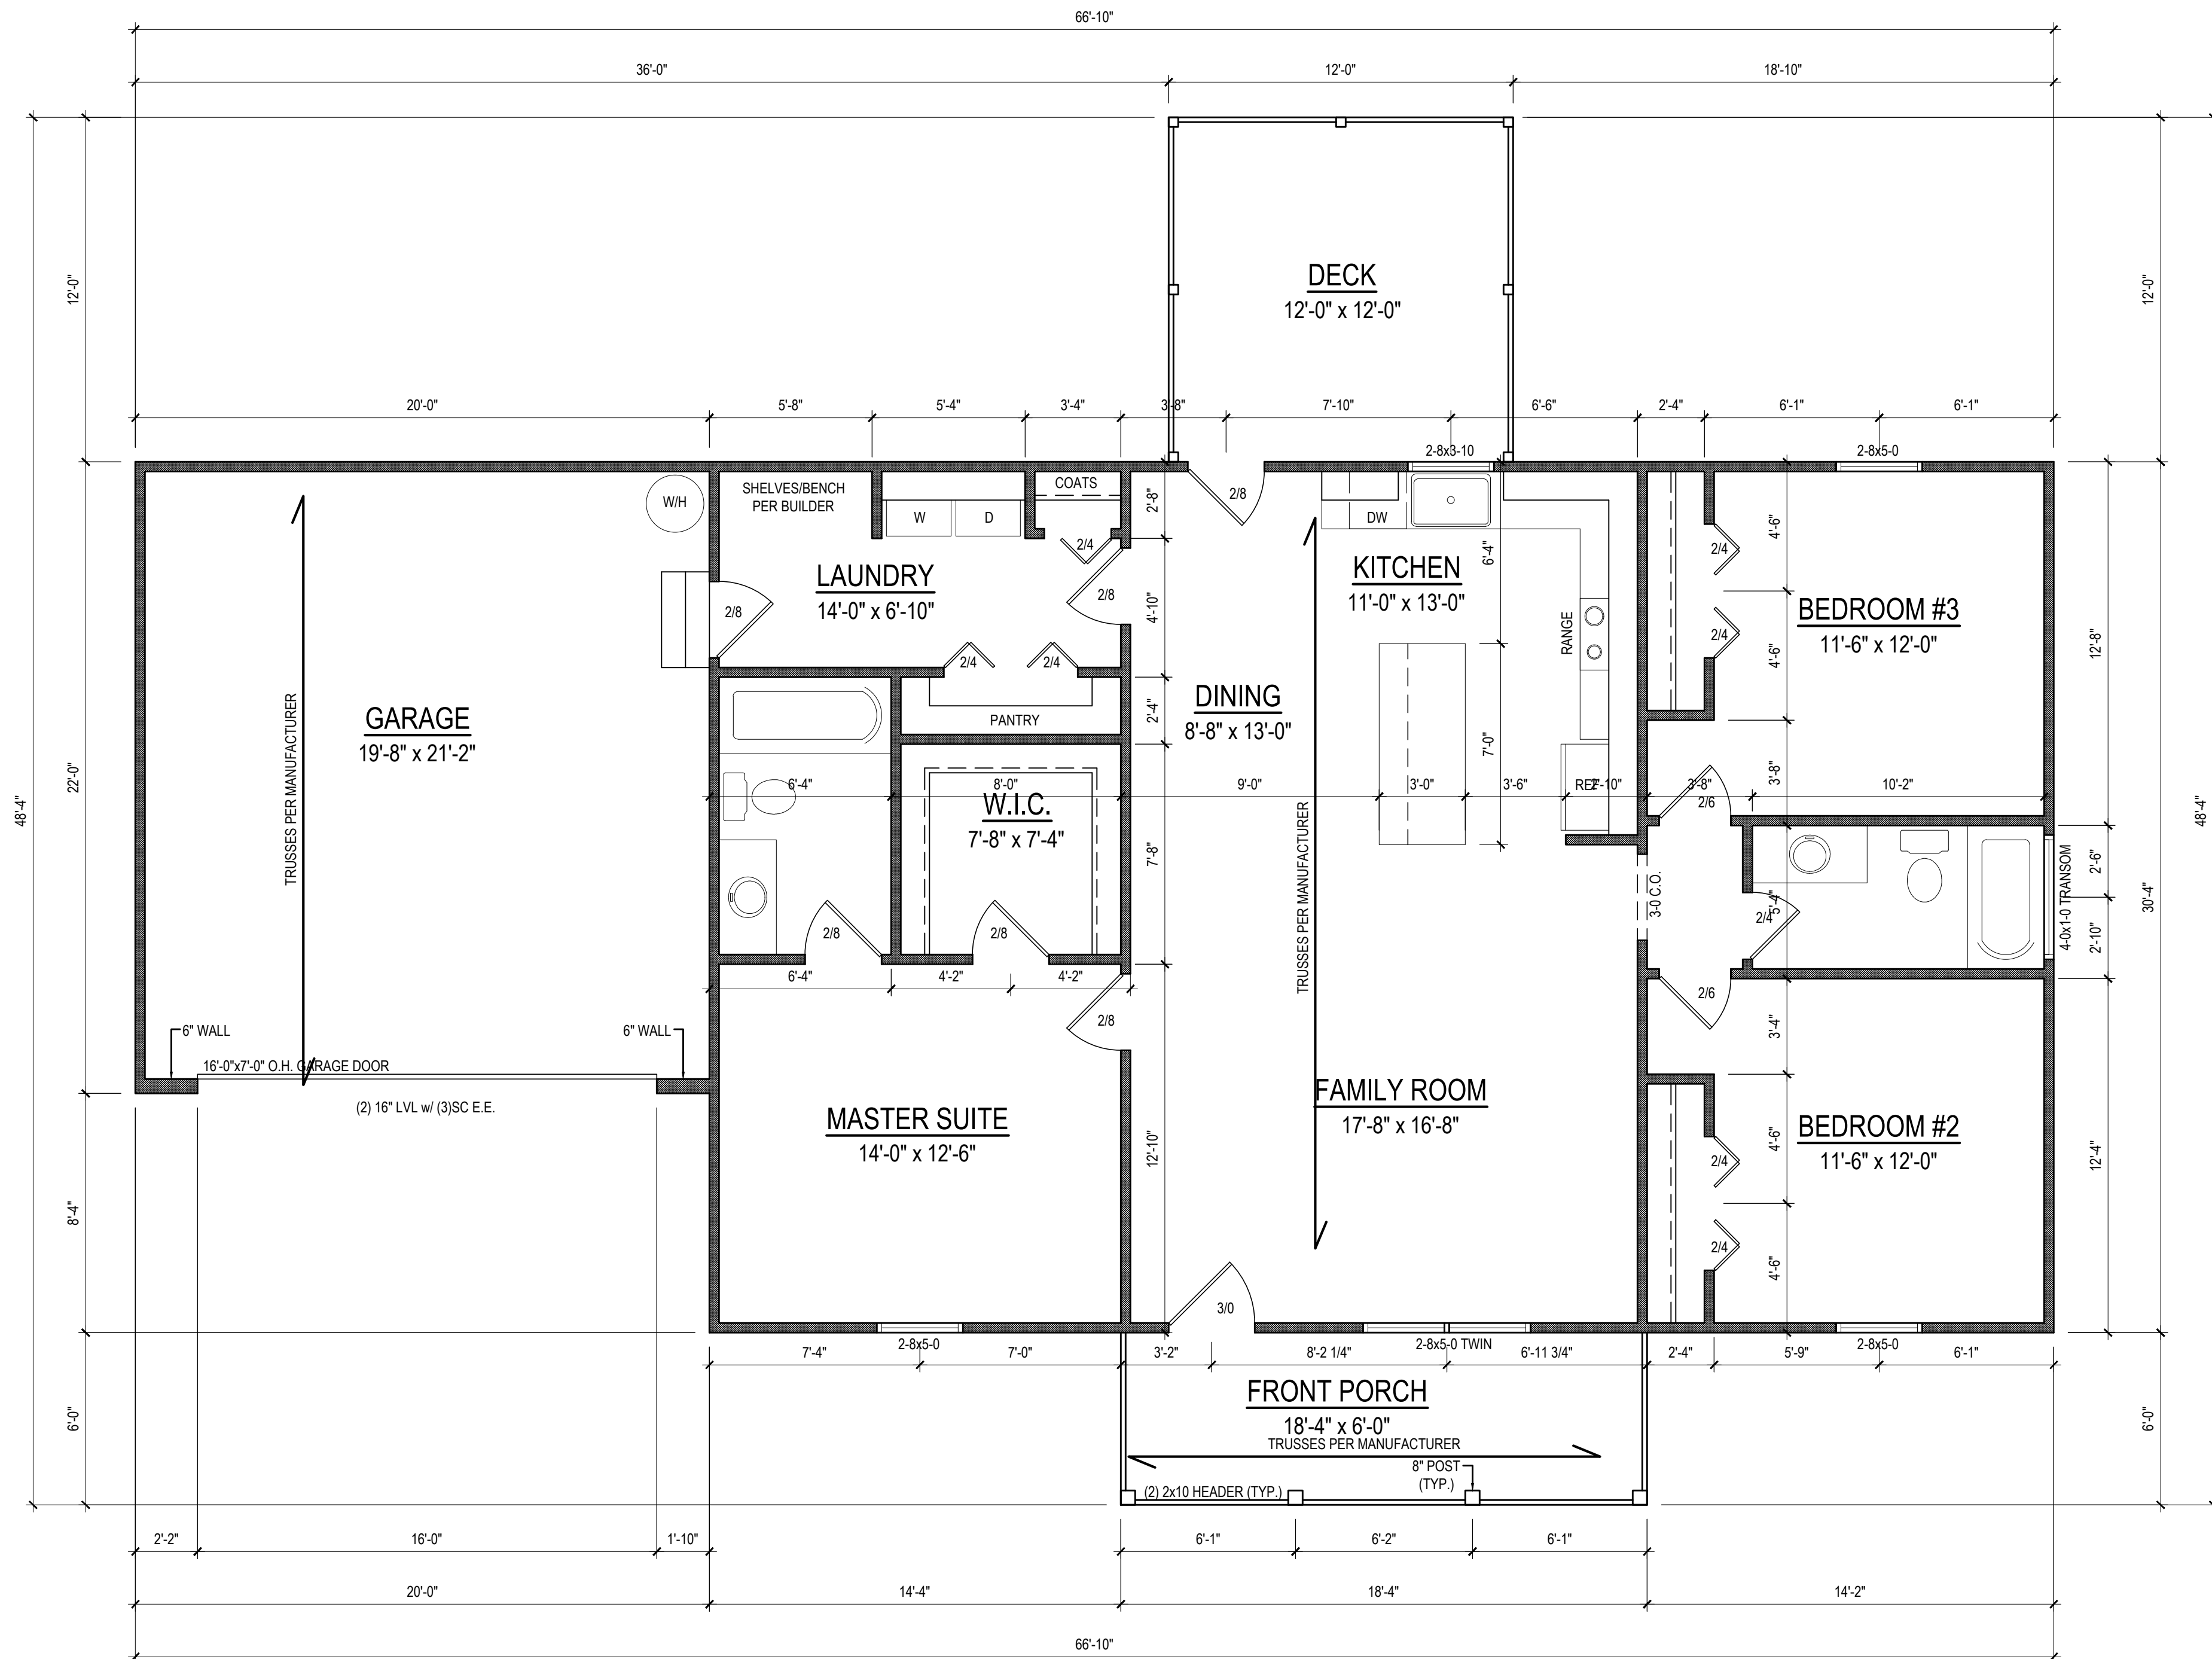 66'-10"
36'-0"
12'-0"
18'-10"
DECK
12'-0" x 12'-0"
12'-0"
12'-0"
20'-0"
5'-8"
5'-4"
3'-4"
3'-8"
7'-10"
6'-6"
2'-4"
6'-1"
6'-1"
2-8x3-10
2-8x5-0
W/H
SHELVES/BENCH
PER BUILDER
W
D
COATS
2/4
2'-8"
2/8
DW
6'-4"
4'-6"
2/4
LAUNDRY
14'-0" x 6'-10"
2/8
2/8
4'-10"
KITCHEN
11'-0" x 13'-0"
RANGE
BEDROOM #3
11'-6" x 12'-0"
2/4
4'-6"
12'-8"
2/4
2/4
PANTRY
2'-4"
DINING
8'-8" x 13'-0"
7'-0"
GARAGE
19'-8" x 21'-2"
TRUSSES PER MANUFACTURER
22'-0"
48'-4"
6'-4"
8'-0"
9'-0"
3'-0"
3'-6"
REF
2'-10"
3'-8"
10'-2"
3'-8"
2/6
W.I.C.
7'-8" x 7'-4"
7'-8"
TRUSSES PER MANUFACTURER
3-0 C.O.
5'-4"
2/4
4-0x1-0 TRANSOM
2'-6"
2'-10"
30'-4"
48'-4"
2/8
2/8
6'-4"
4'-2"
4'-2"
2/8
2/6
3'-4"
6" WALL
6" WALL
16'-0"x7'-0" O.H. GARAGE DOOR
(2) 16" LVL w/ (3)SC E.E.
MASTER SUITE
14'-0" x 12'-6"
12'-10"
FAMILY ROOM
17'-8" x 16'-8"
BEDROOM #2
11'-6" x 12'-0"
2/4
4'-6"
12'-4"
2/4
4'-6"
8'-4"
3/0
2-8x5-0
2-8x5-0 TWIN
2-8x5-0
7'-4"
7'-0"
3'-2"
8'-2 1/4"
6'-11 3/4"
2'-4"
5'-9"
6'-1"
FRONT PORCH
18'-4" x 6'-0"
TRUSSES PER MANUFACTURER
8" POST
(TYP.)
(2) 2x10 HEADER (TYP.)
6'-0"
6'-0"
2'-2"
16'-0"
1'-10"
6'-1"
6'-2"
6'-1"
20'-0"
14'-4"
18'-4"
14'-2"
66'-10"